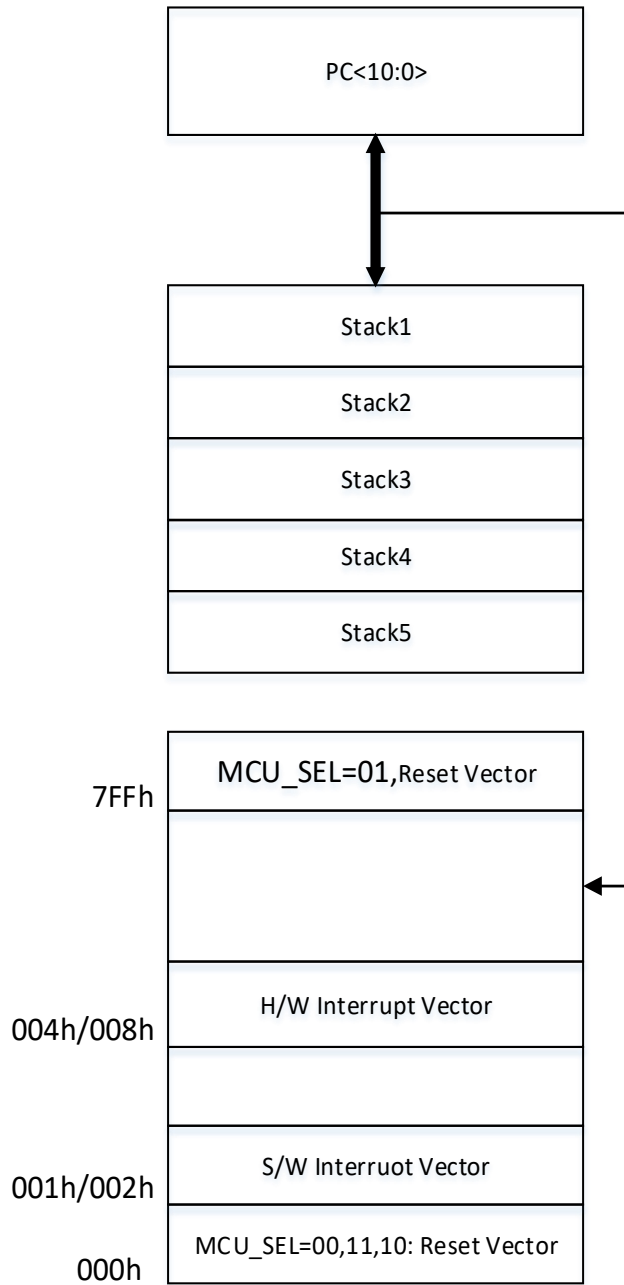 PC<10:0>
Stack1
Stack2
Stack3
Stack4
Stack5
MCU_SEL=01,Reset Vector
7FFh
H/W Interrupt Vector
004h/008h
S/W Interruot Vector
001h/002h
MCU_SEL=00,11,10: Reset Vector
000h